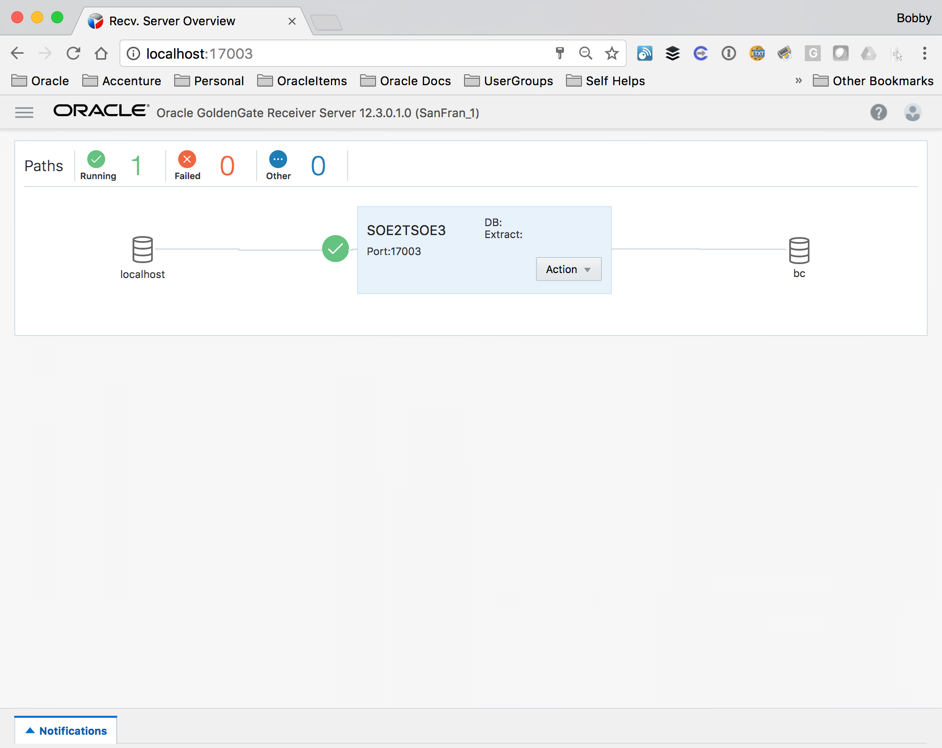 Recv. Server Overview
Bobby
localhost:17003
Oracle
Accenture
Personal
OracleItems
Oracle Docs
UserGroups
Self Helps
»
Other Bookmarks
ORACLE® Oracle GoldenGate Receiver Server 12.3.0.1.0 (SanFran_1)
?
Paths
Running
1
Failed
0
Other
0
localhost
SOE2TSOE3
Port:17003
DB:
Extract:
Action
bc
Notifications